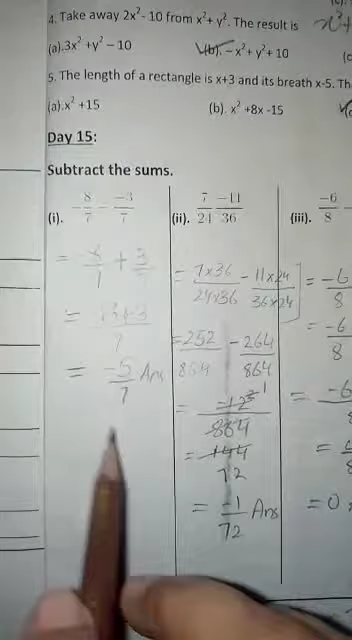 4. Take away 2x² - 10 from x² + y². The result is x²+
(a).3x² +y² – 10 (b). – x² + y² + 10 (c
5. The length of a rectangle is x+3 and its breath x-5. Th
(a).x² +15 (b). x² +8x -15
Day 15:
Subtract the sums.
(i). -8/7 - -3/7
= -8/7 + 3/7
= -8+3/7
= -5/7 Ans
(ii). 7/24 - 11/36
= 7x36/24x36 - 11x24/36x24
= 252/864 - 264/864
= -12/864
= 144
72
= -1/72 Ans
(iii). -6/8 -
= -6/8
= -6/8
= -6
= 0